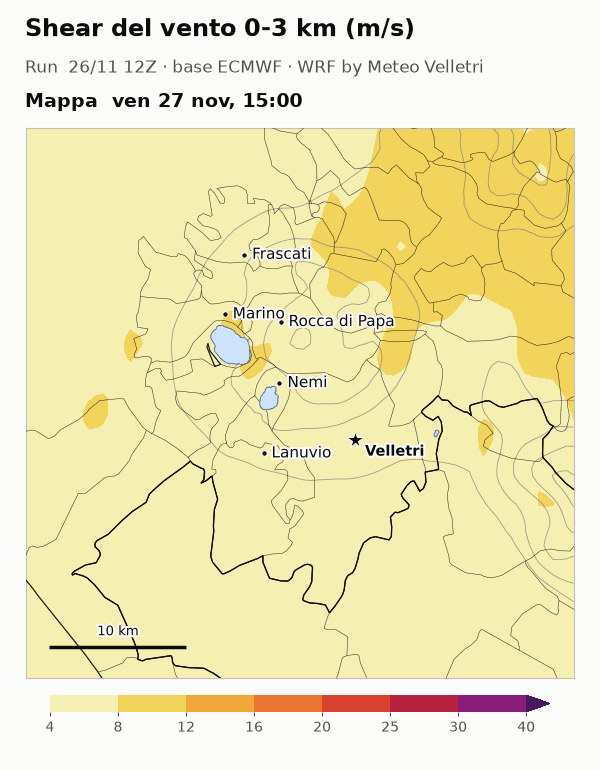 Shear del vento 0-3 km (m/s)
Run  26/11 12Z · base ECMWF · WRF by Meteo Velletri
Mappa  ven 27 nov, 15:00
Frascati
Marino
Rocca di Papa
Nemi
Velletri
Lanuvio
10 km
4 8 12 16 20 25 30 40